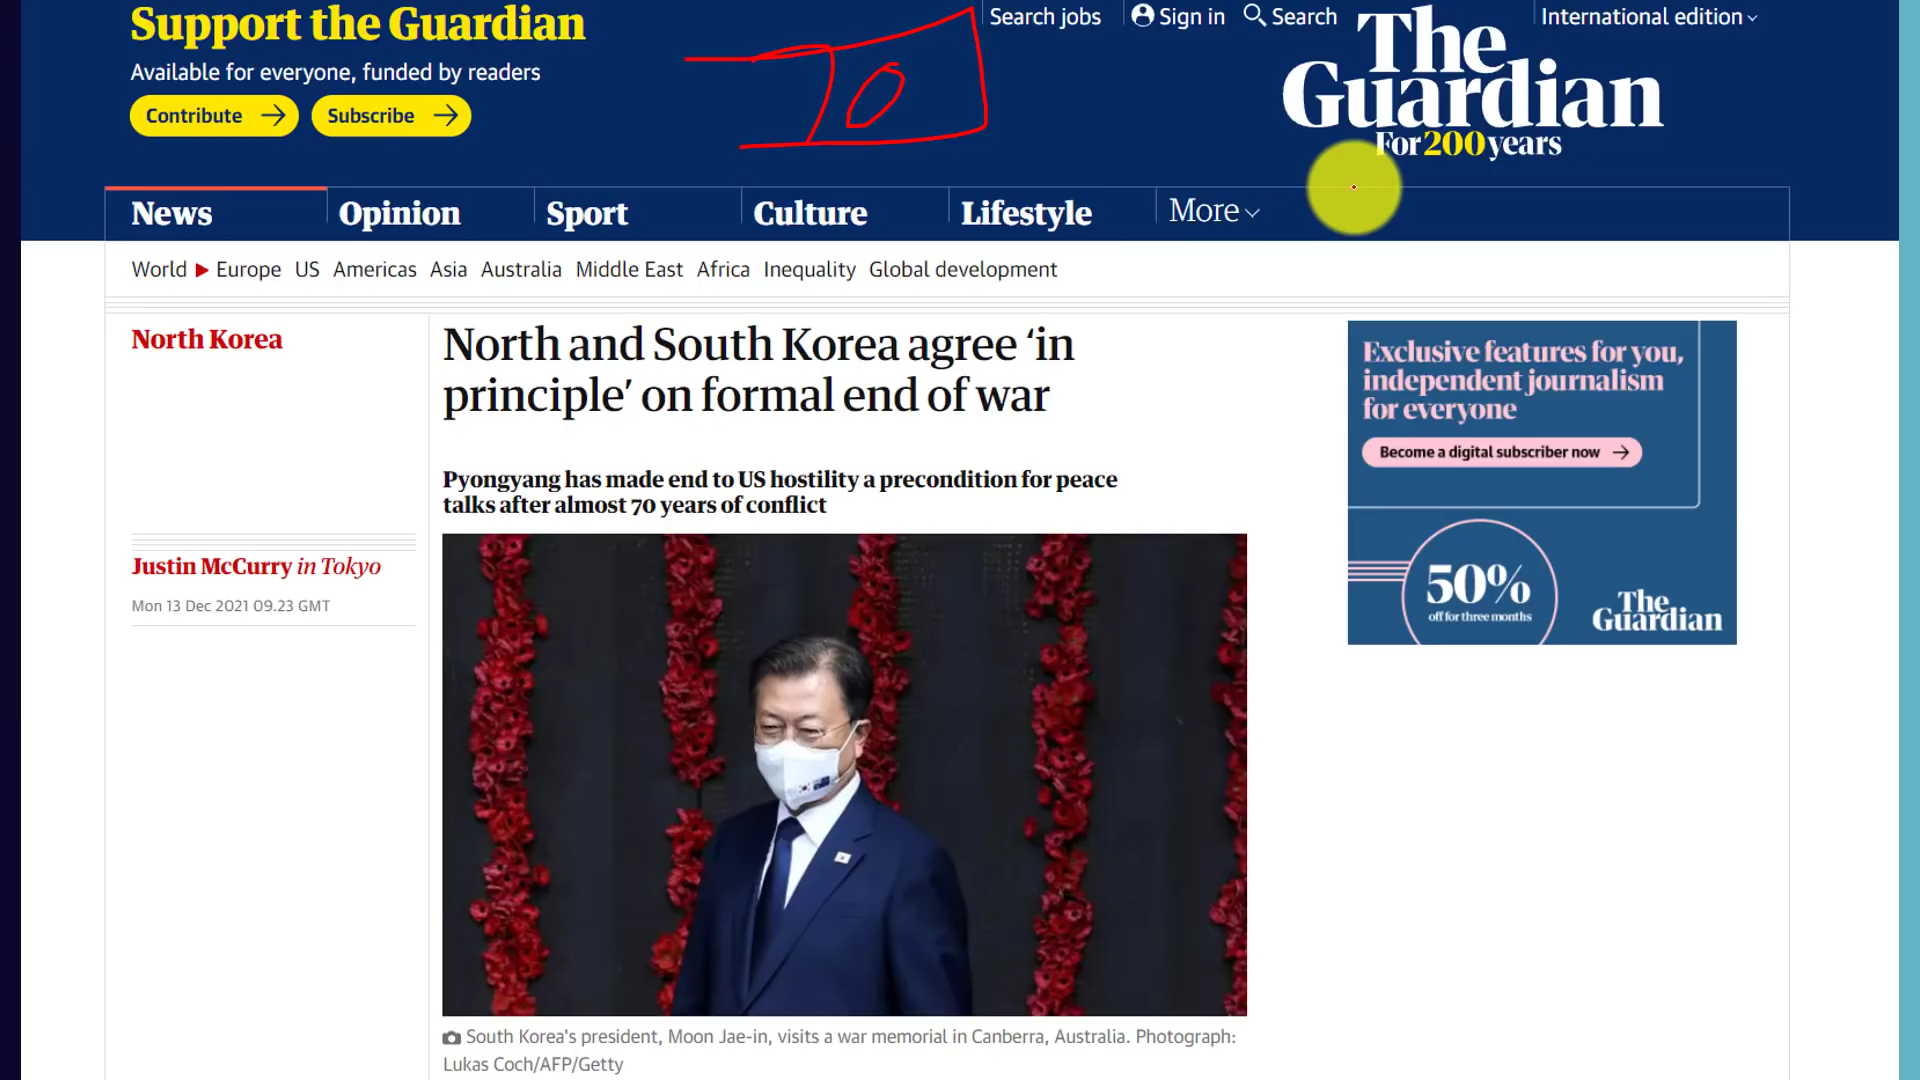 Support the Guardian
Available for everyone, funded by readers
Contribute
Subscribe
Search jobs
Sign in
Search
International edition
The
Guardian
For 200 years
News
Opinion
Sport
Culture
Lifestyle
More
World
Europe
US
Americas
Asia
Australia
Middle East
Africa
Inequality
Global development
North Korea
North and South Korea agree ‘in
principle’ on formal end of war
Pyongyang has made end to US hostility a precondition for peace
talks after almost 70 years of conflict
Justin McCurry in Tokyo
Mon 13 Dec 2021 09.23 GMT
South Korea's president, Moon Jae-in, visits a war memorial in Canberra, Australia. Photograph:
Lukas Coch/AFP/Getty
Exclusive features for you,
independent journalism
for everyone
Become a digital subscriber now
50%
off for three months
The
Guardian